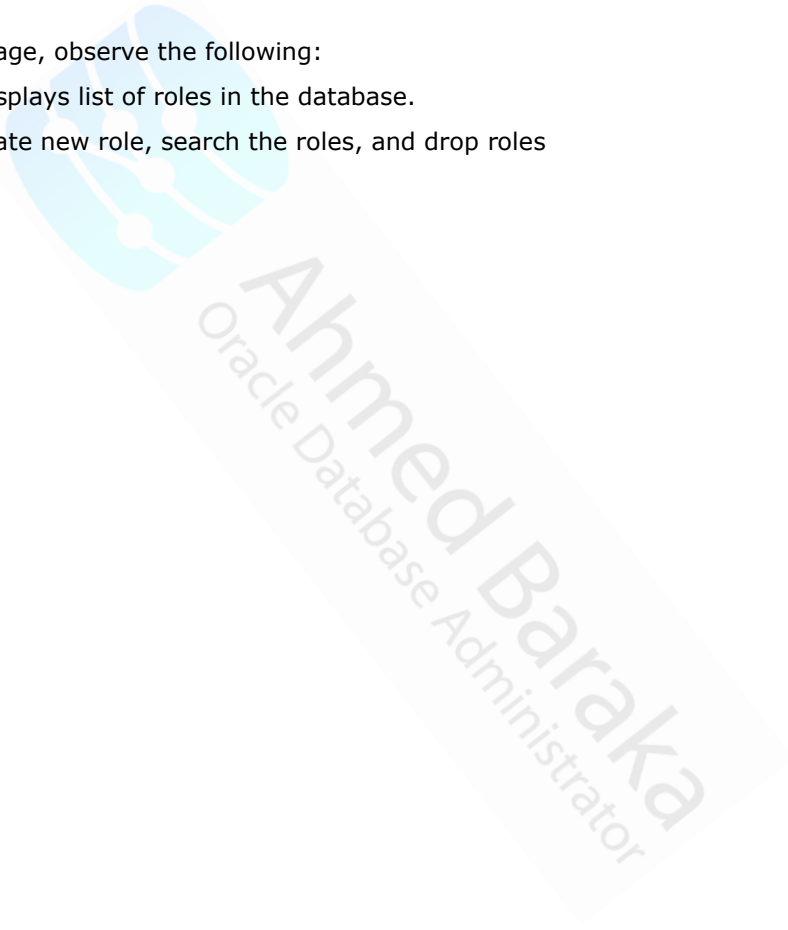 age, observe the following:
splays list of roles in the database.
ate new role, search the roles, and drop roles
Ahmed Baraka
Oracle Database Administrator